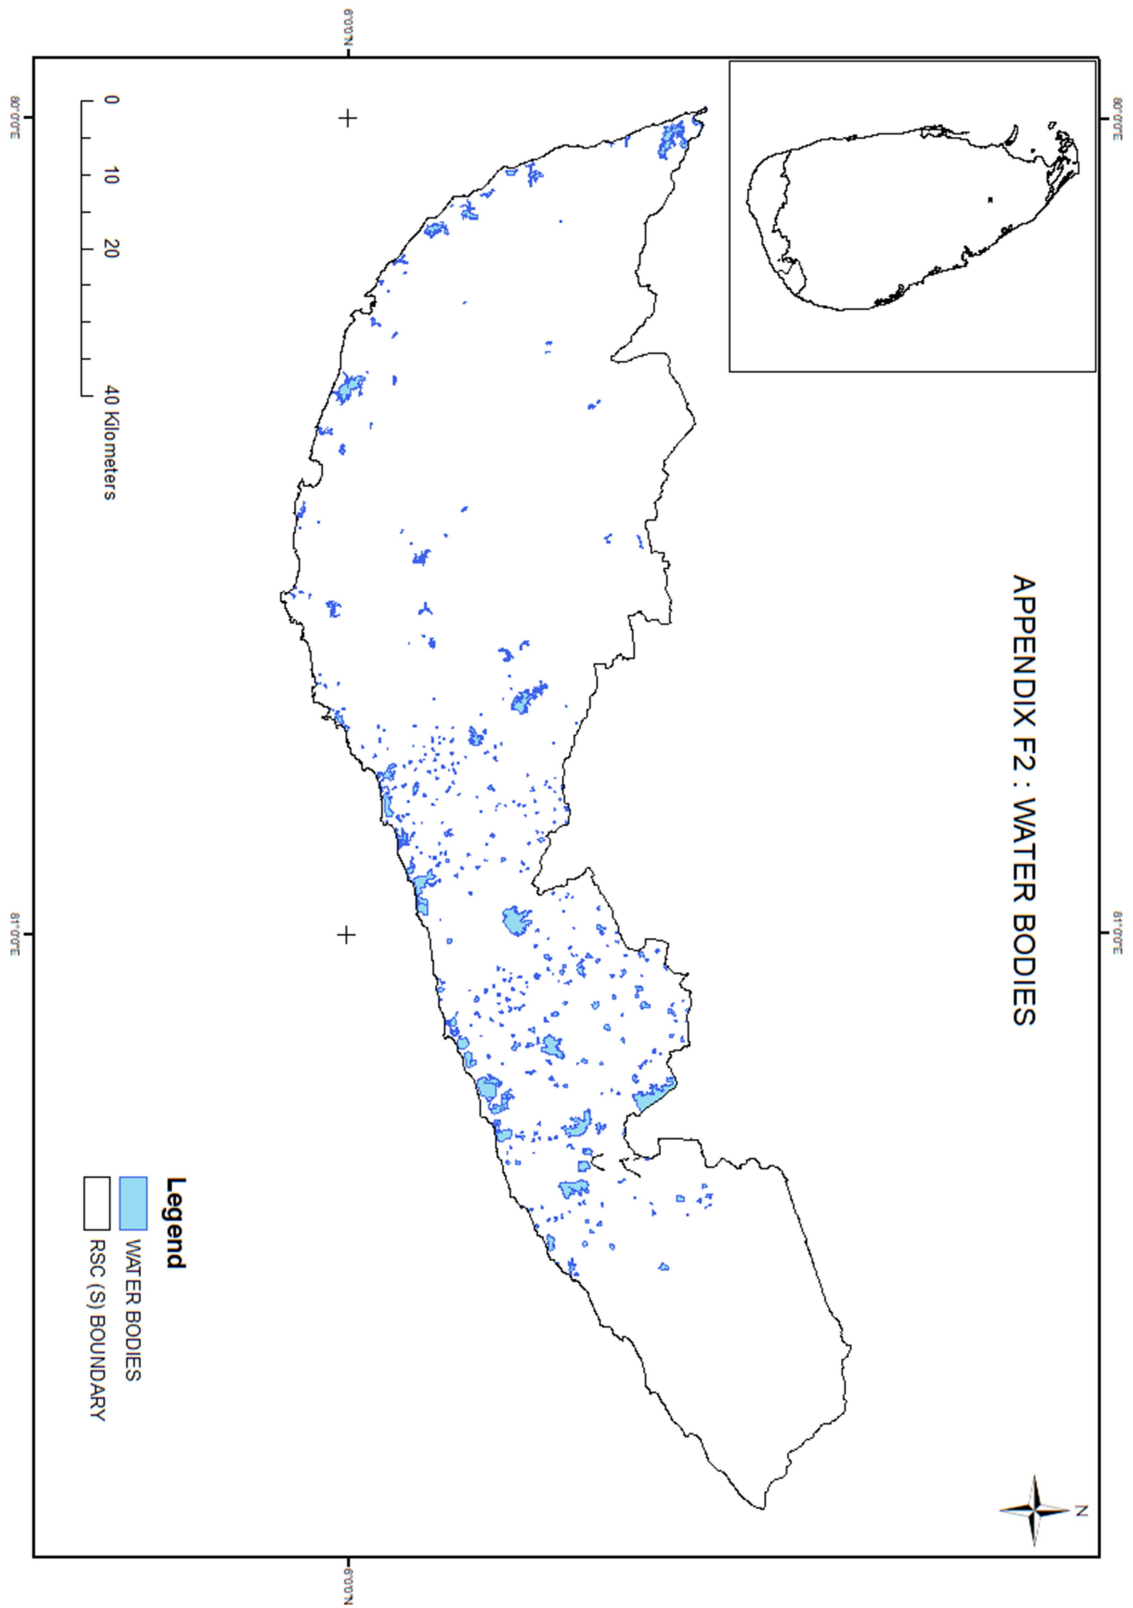 80°0'0"E
81°0'0"E
N
6°0'0"N
6°0'0"N
APPENDIX F2 : WATER BODIES
Legend
WATER BODIES
RSC (S) BOUNDARY
0 10 20 40 Kilometers
80°0'0"E
81°0'0"E